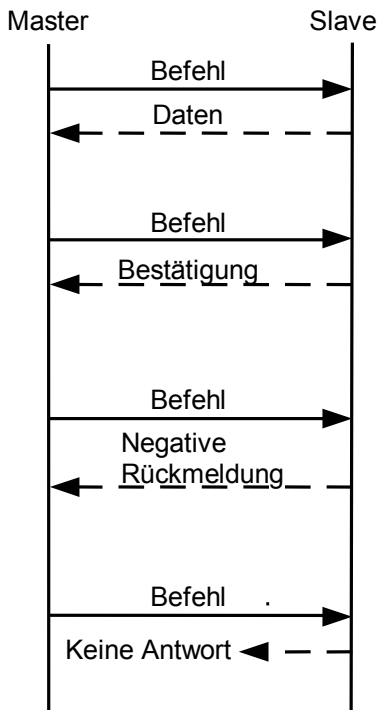 Master Slave
Befehl
Daten
Befehl
Bestätigung
Befehl
Negative
Rückmeldung
Befehl .
Keine Antwort